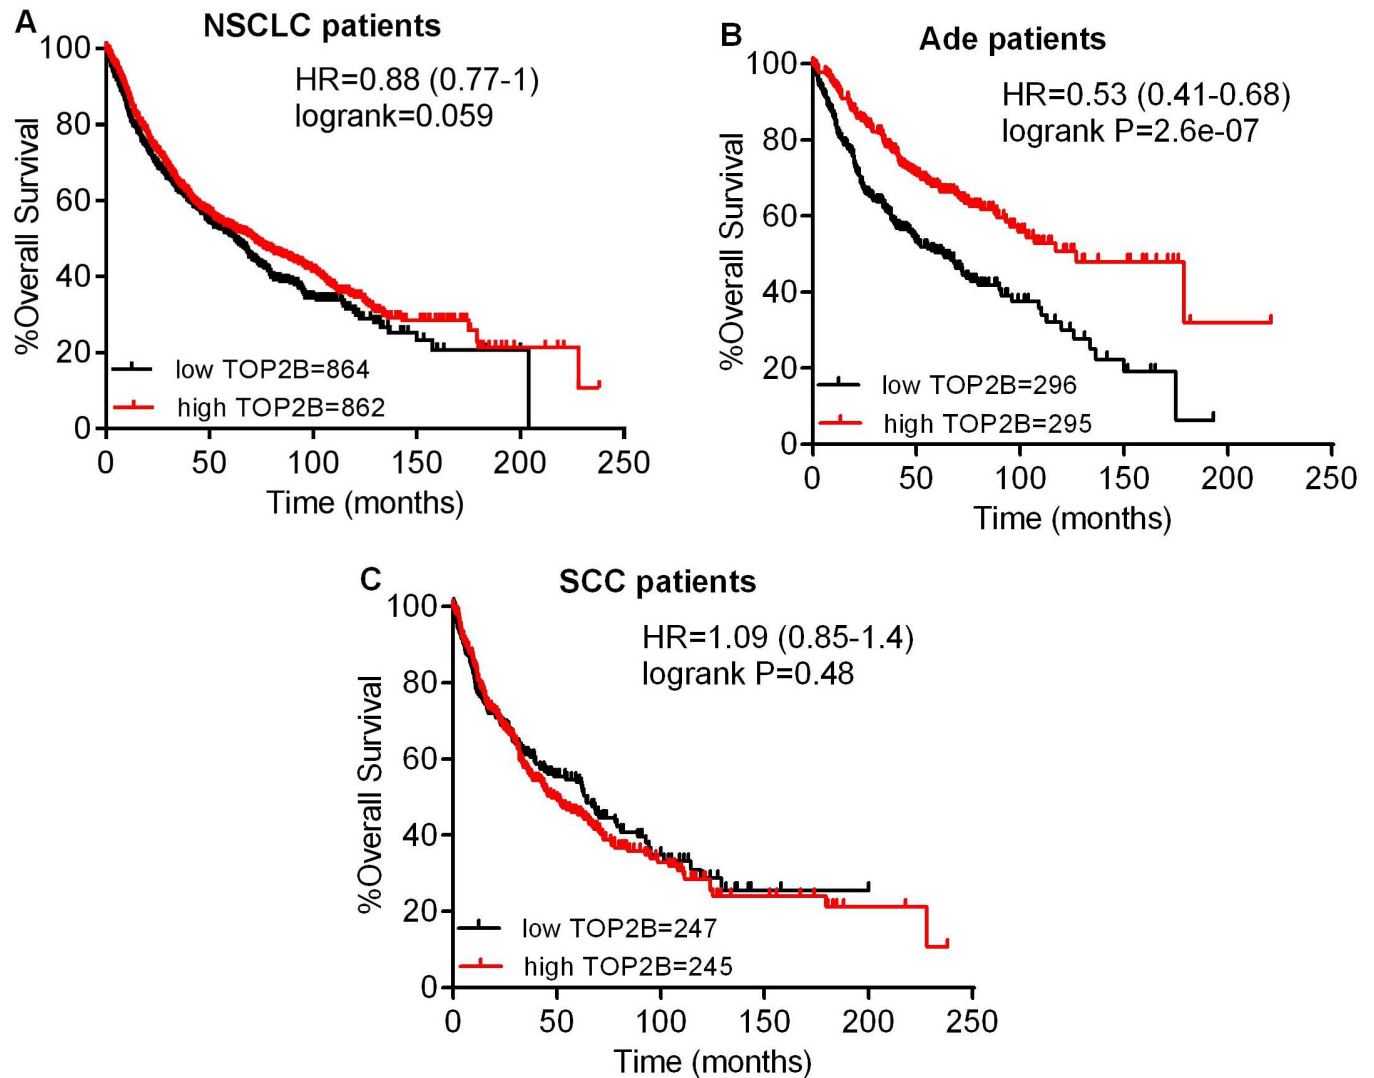 A
NSCLC patients
HR=0.88 (0.77-1)
logrank=0.059
%Overall Survival
100
80
60
40
20
0
low TOP2B=864
high TOP2B=862
0 50 100 150 200 250
Time (months)
B
Ade patients
HR=0.53 (0.41-0.68)
logrank P=2.6e-07
%Overall Survival
100
80
60
40
20
0
low TOP2B=296
high TOP2B=295
0 50 100 150 200 250
Time (months)
C
SCC patients
HR=1.09 (0.85-1.4)
logrank P=0.48
%Overall Survival
100
80
60
40
20
0
low TOP2B=247
high TOP2B=245
0 50 100 150 200 250
Time (months)